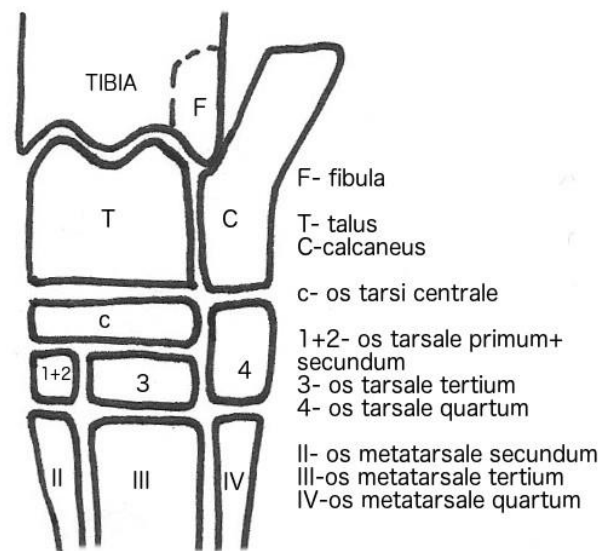 TIBIA
F
T
C
c
1+2
3
4
II
III
IV
F- fibula
T- talus
C-calcaneus
c- os tarsi centrale
1+2- os tarsale primum+
secundum
3- os tarsale tertium
4- os tarsale quartum
II- os metatarsale secundum
III-os metatarsale tertium
IV-os metatarsale quartum